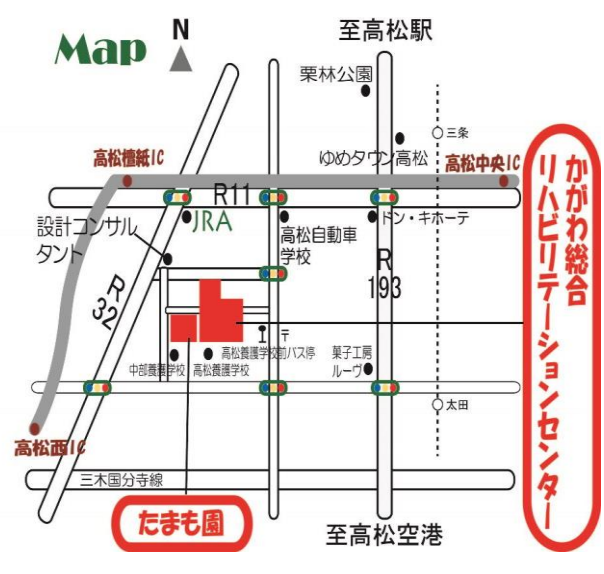 Map
N
至高松駅
栗林公園
三条
ゆめタウン高松
高松檀紙IC
高松中央IC
R11
JRA
ドン・キホーテ
設計コンサル
タント
高松自動車
学校
R
193
R
32
かがわ総合
リハビリテーションセンター
〒
高松養護学校前バス停
菓子工房
ルーヴ
中部養護学校
高松養護学校
太田
高松西IC
三木国分寺線
たまも園
至高松空港